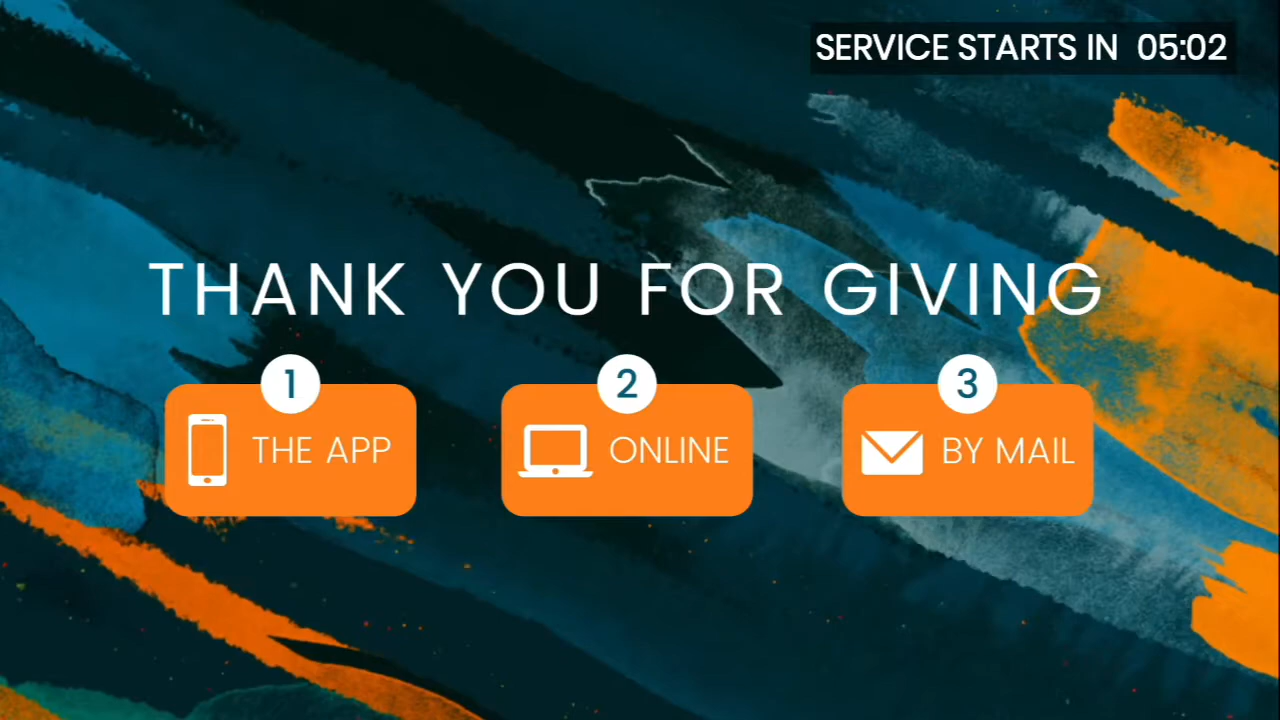 SERVICE STARTS IN 05:02
THANK YOU FOR GIVING
1 2 3
THE APP ONLINE BY MAIL